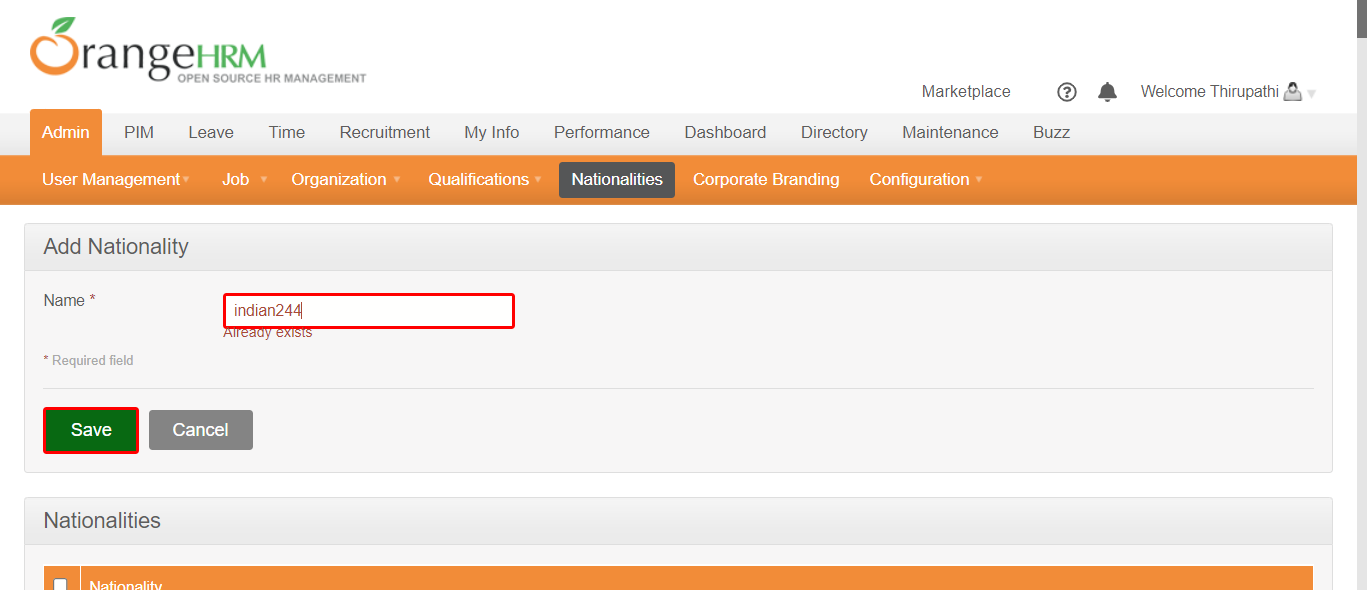 OrangeHRM
OPEN SOURCE HR MANAGEMENT
Marketplace ? Welcome Thirupathi
Admin PIM Leave Time Recruitment My Info Performance Dashboard Directory Maintenance Buzz
User Management Job Organization Qualifications Nationalities Corporate Branding Configuration
Add Nationality
Name * indian244
Already exists
* Required field
Save Cancel
Nationalities
Nationality